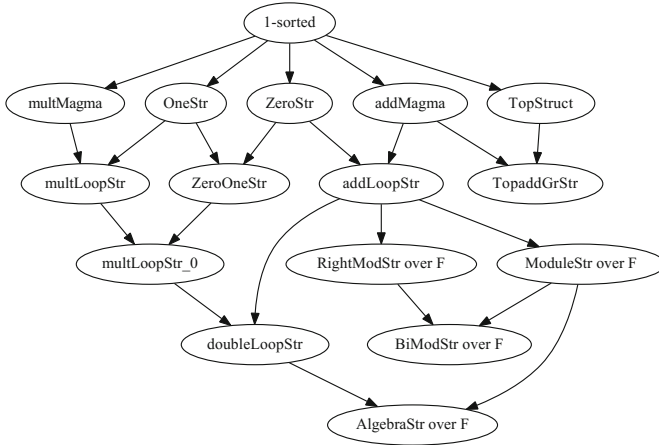 1-sorted
multMagma
OneStr
ZeroStr
addMagma
TopStruct
multLoopStr
ZeroOneStr
addLoopStr
TopaddGrStr
multLoopStr_0
RightModStr over F
ModuleStr over F
doubleLoopStr
BiModStr over F
AlgebraStr over F